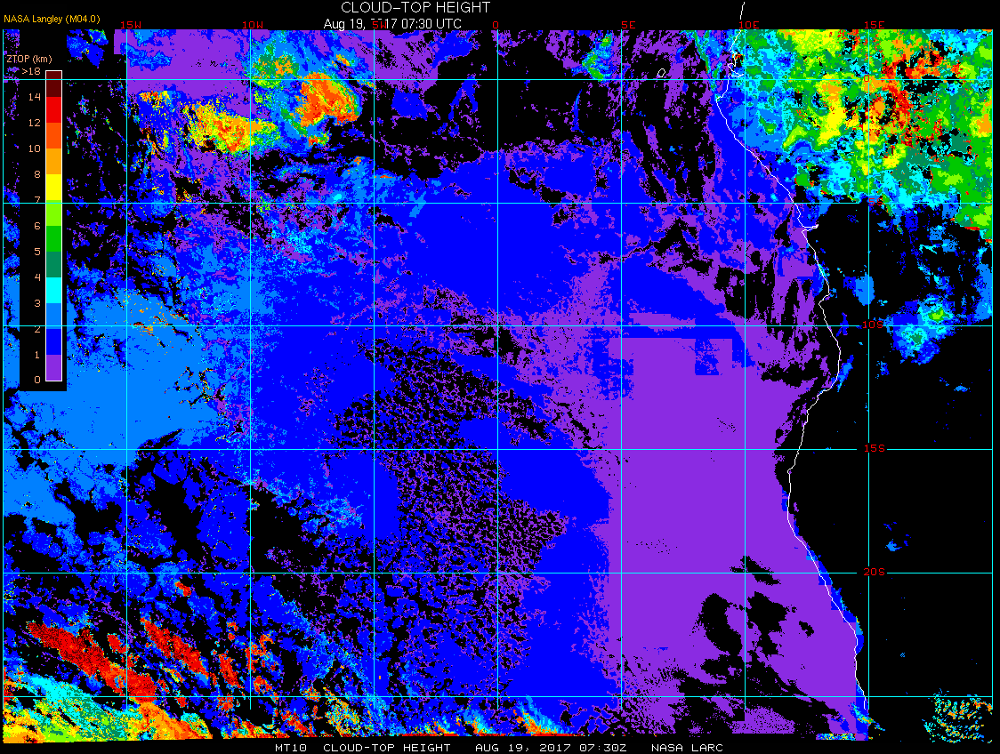 CLOUD-TOP HEIGHT
NASA Langley (M04.0)
Aug 19, 2017 07:30 UTC
15W 10W 5W 0 5E 10E 15E
ZTOP (km)
>18
14
12
10
8
7
6
5
4
3
2
1
0
0
5S
10S
15S
20S
MT10 CLOUD-TOP HEIGHT AUG 19, 2017 07:30Z NASA LARC